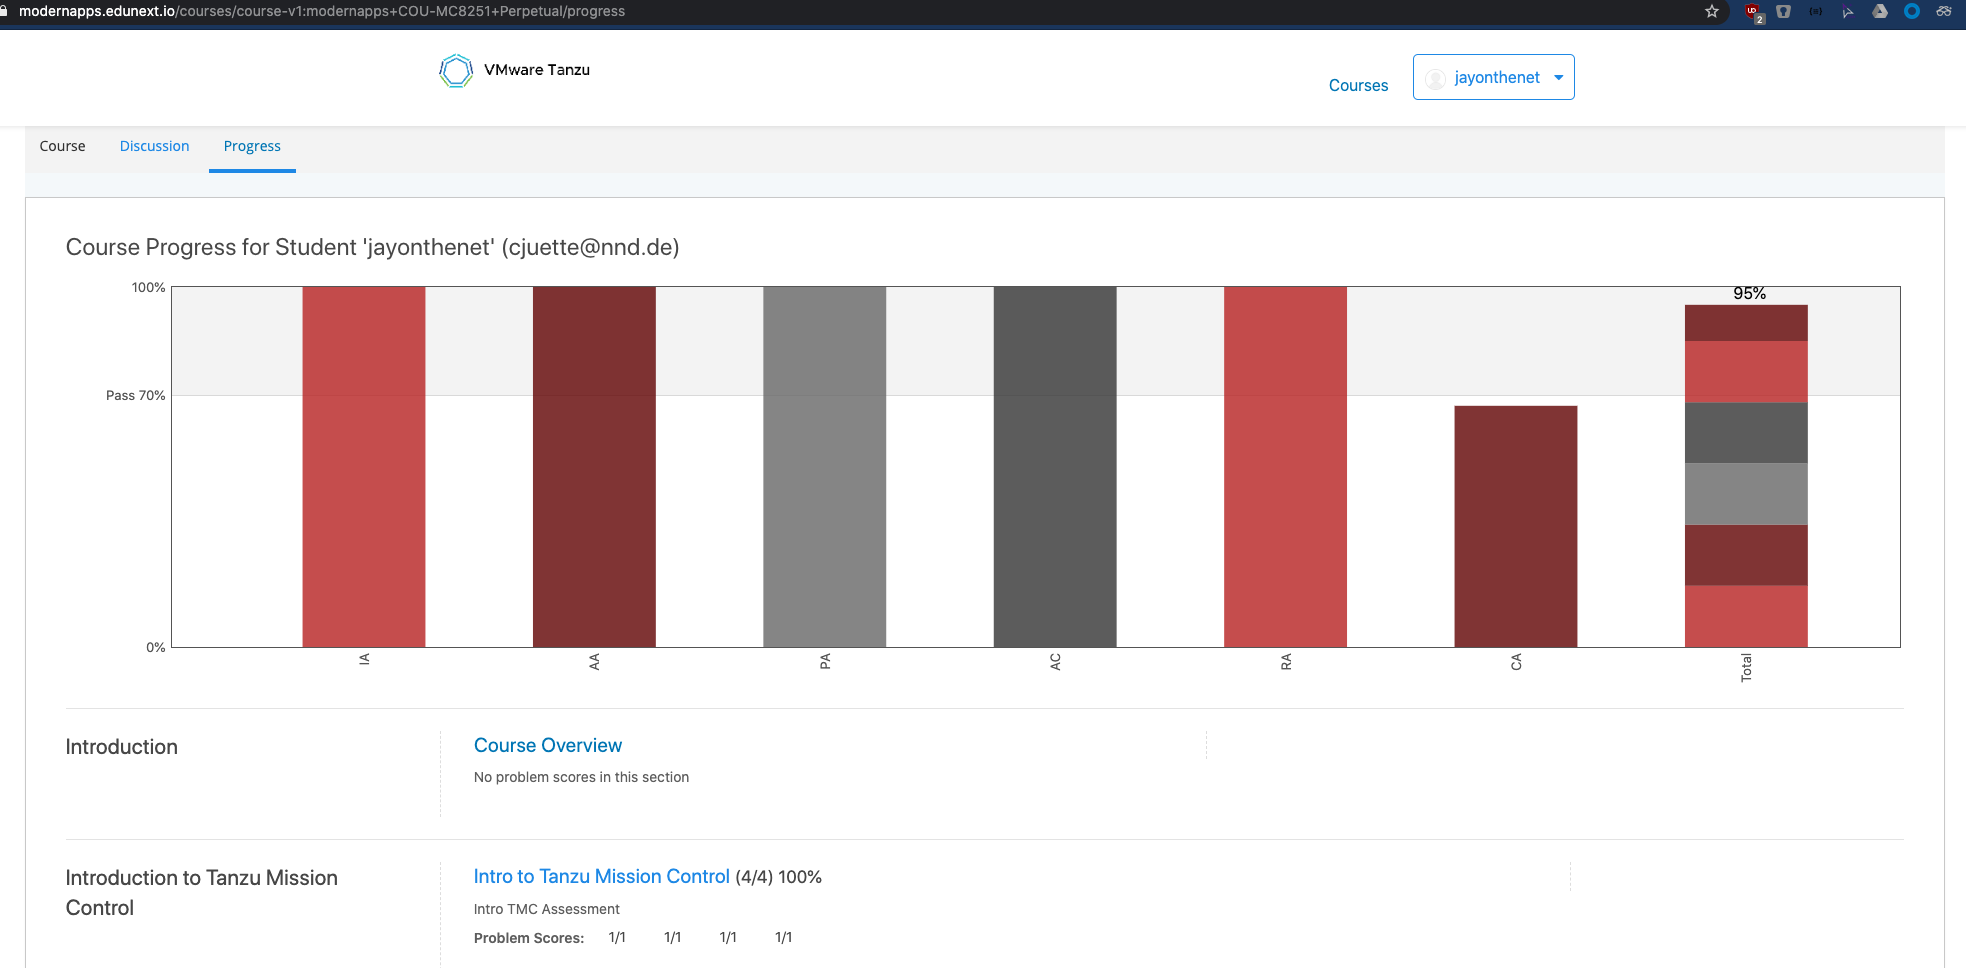 modernapps.edunext.io/courses/course-v1:modernapps+COU-MC8251+Perpetual/progress
2
VMware Tanzu
Courses
jayonthenet
Course Discussion Progress
Course Progress for Student 'jayonthenet' (cjuette@nnd.de)
100%
95%
Pass 70%
0%
IA AA PA AC RA CA Total
Introduction
Course Overview
No problem scores in this section
Introduction to Tanzu Mission
Control
Intro to Tanzu Mission Control (4/4) 100%
Intro TMC Assessment
Problem Scores: 1/1 1/1 1/1 1/1